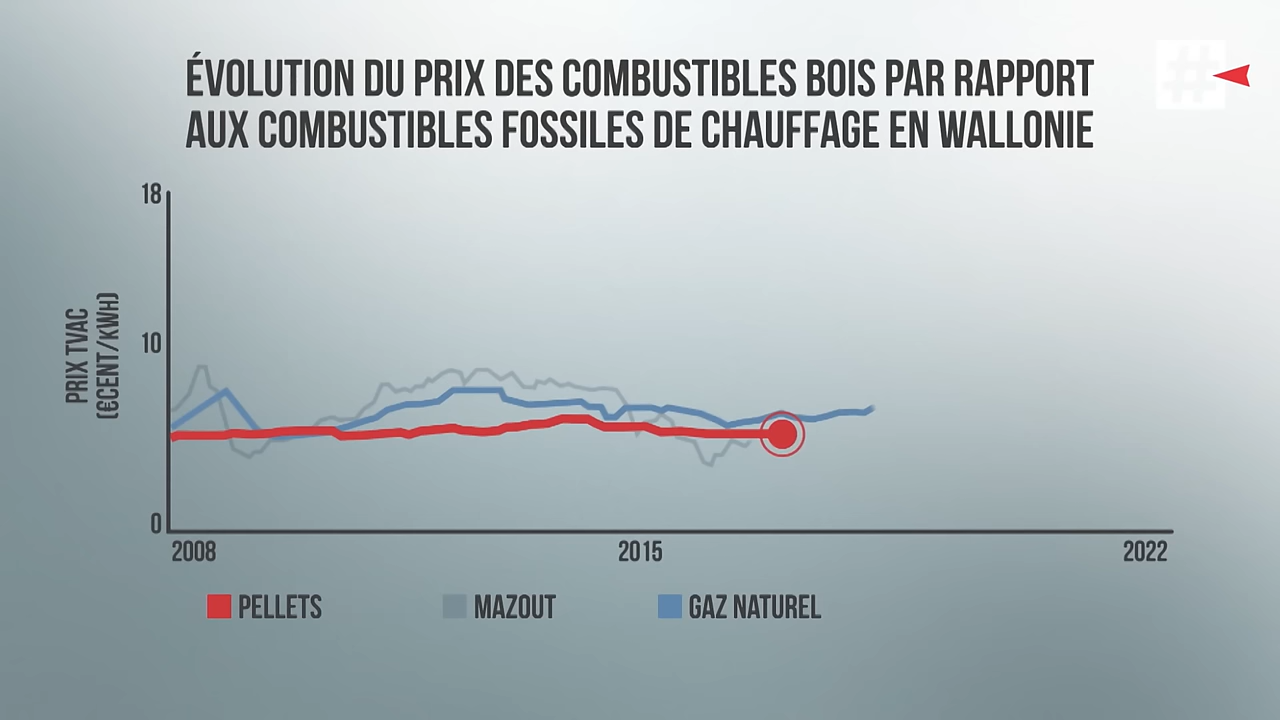 ÉVOLUTION DU PRIX DES COMBUSTIBLES BOIS PAR RAPPORT
AUX COMBUSTIBLES FOSSILES DE CHAUFFAGE EN WALLONIE
#
18
10
0
PRIX TVAC
(€CENT/KWH)
2008
2015
2022
PELLETS
MAZOUT
GAZ NATUREL